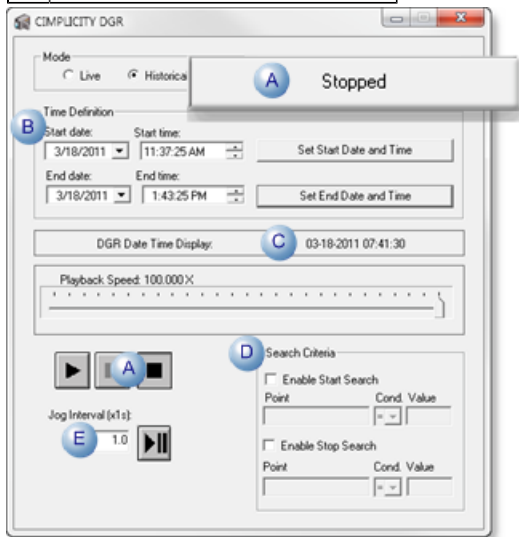 CIMPLICITY DGR
Mode
Live Historica
A Stopped
Time Definition
B
Start date: Start time:
3/18/2011 11:37:25 AM Set Start Date and Time
End date: End time:
3/18/2011 1:43:25 PM Set End Date and Time
DGR Date Time Display: C 03-18-2011 07:41:30
Playback Speed: 100.000 X
A
D Search Criteria
Enable Start Search
Point Cond. Value
=
Jog Interval (x1s):
E 1.0
Enable Stop Search
Point Cond. Value
=